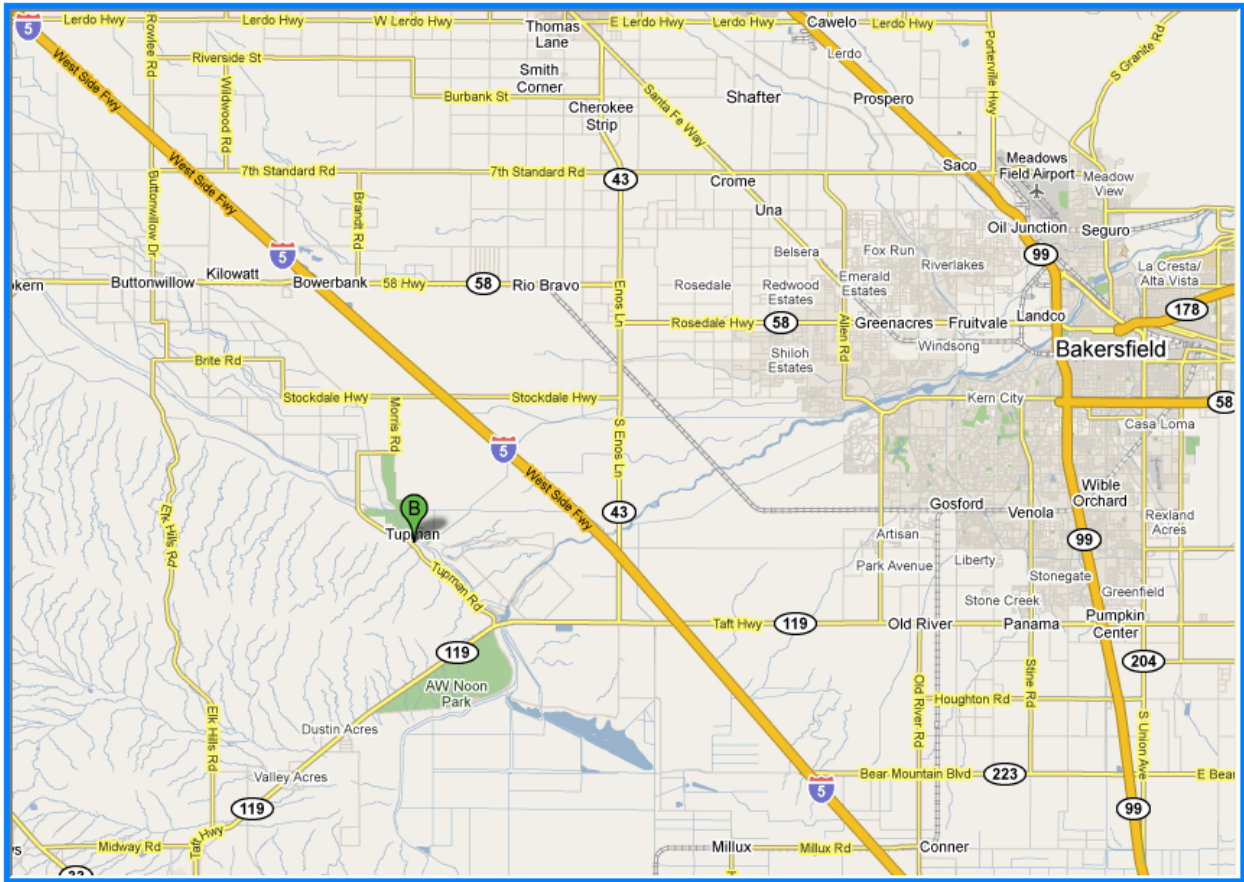 5
Lerdo Hwy
Lerdo Hwy
W Lerdo Hwy
Thomas
Lane
E Lerdo Hwy
Lerdo Hwy
Cawelo
Lerdo Hwy
Rowlee Rd
Riverside St
Wildwood Rd
West Side Fwy
Smith
Corner
Burbank St
Cherokee
Strip
Santa Fe Way
Shafter
Lerdo
Prospero
Porterville Hwy
S Granite Rd
West Side Fwy
7th Standard Rd
7th Standard Rd
43
Crome
Saco
Meadows
Field Airport
Meadow
View
Buttonwillow Dr
Brandt Rd
Una
Oil Junction
Seguro
5
Belsera
Fox Run
Riverlakes
99
okern
Buttonwillow
Kilowatt
Bowerbank
58 Hwy
58
Rio Bravo
Enos Ln
Rosedale
Redwood
Estates
Emerald
Estates
La Cresta/
Alta Vista
178
Rosedale Hwy
58
Allen Rd
Greenacres
Fruitvale
Landco
Windsong
Bakersfield
Brite Rd
Shiloh
Estates
Stockdale Hwy
Stockdale Hwy
Morris Rd
Kern City
58
Casa Loma
S Enos Ln
5
West Side Fwy
Elk Hills Rd
B
Tupman
43
Gosford
Venola
Wible
Orchard
Rexland
Acres
Artisan
Park Avenue
Liberty
99
Stonegate
Greenfield
Stone Creek
Tupman Rd
Taft Hwy
119
Old River
Panama
Pumpkin
Center
119
204
AW Noon
Park
Old River Rd
Houghton Rd
Stine Rd
S Union Ave
Elk Hills Rd
Dustin Acres
Valley Acres
5
Bear Mountain Blvd
223
E Bear
119
99
Taft Hwy
Midway Rd
33
Millux
Millux Rd
Conner